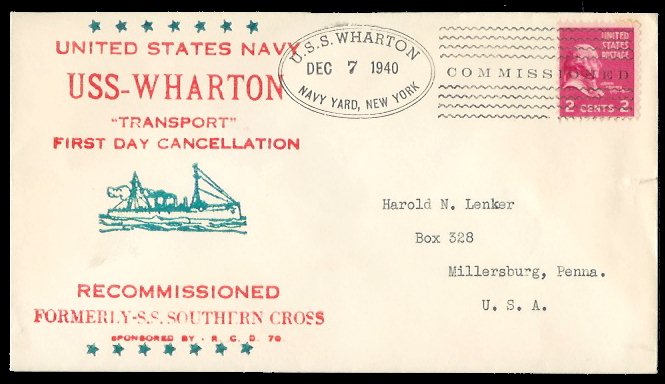 UNITED STATES NAVY
USS-WHARTON
"TRANSPORT"
FIRST DAY CANCELLATION
RECOMMISSIONED
FORMERLY-S.S. SOUTHERN CROSS
SPONSORED BY - R. C. D. 70
U.S.S. WHARTON
DEC 7 1940
NAVY YARD, NEW YORK
COMMISSIONED
UNITED
STATES
POSTAGE
2 CENTS 2
Harold N. Lenker
Box 328
Millersburg, Penna.
U. S. A.